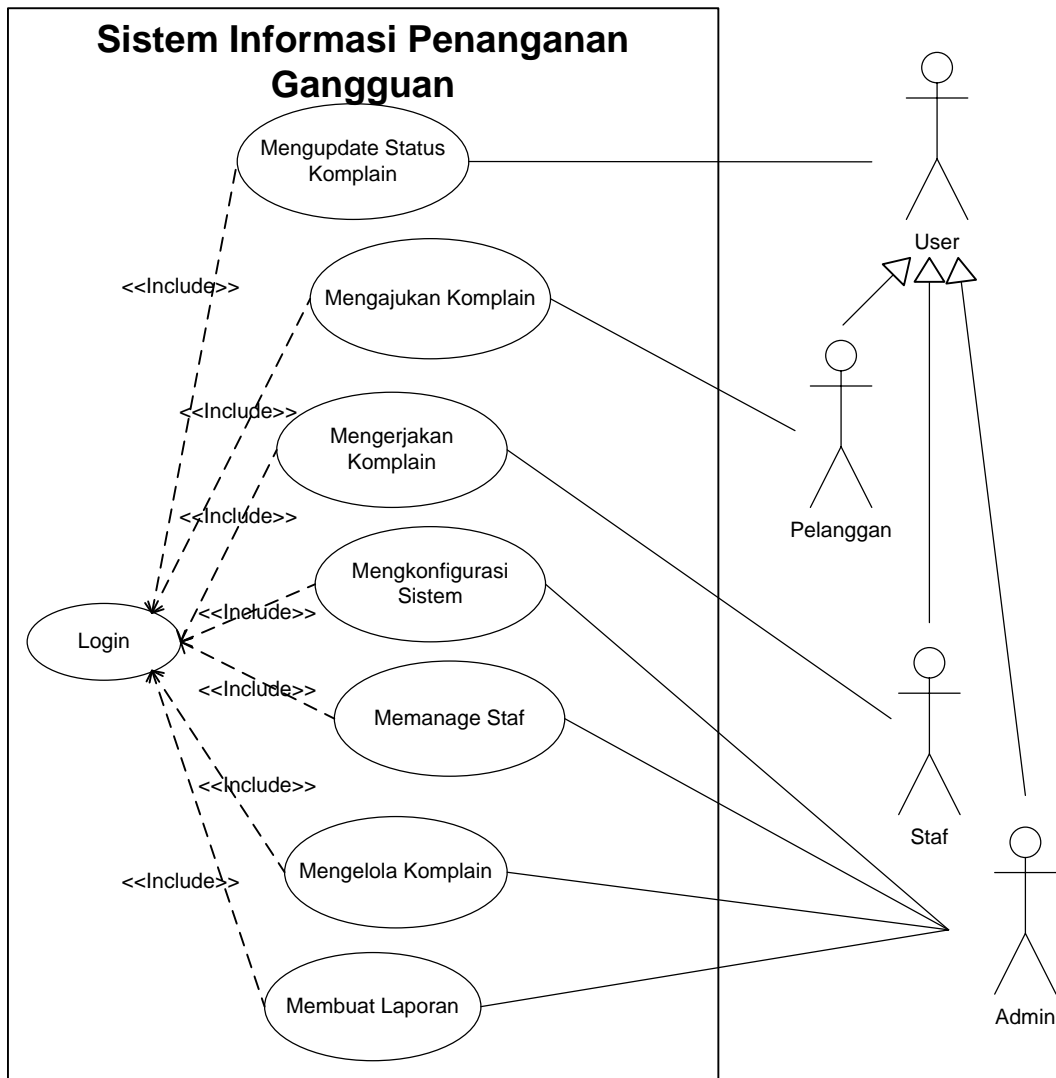 Sistem Informasi Penanganan
Gangguan
Mengupdate Status
Komplain
User
<<Include>>
Mengajukan Komplain
<<Include>>
Mengerjakan
Komplain
Pelanggan
<<Include>>
Mengkonfigurasi
Sistem
<<Include>>
Login
<<Include>>
Memanage Staf
<<Include>>
Staf
Mengelola Komplain
<<Include>>
Membuat Laporan
Admin